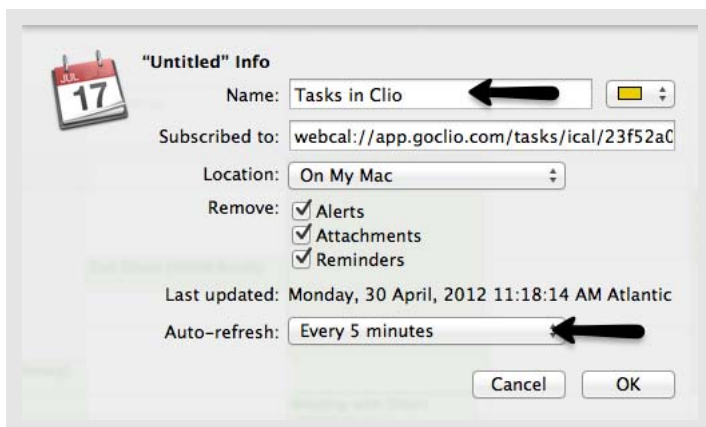 JUL
17
“Untitled” Info
Name: Tasks in Clio
Subscribed to: webcal://app.goclio.com/tasks/ical/23f52a0
Location: On My Mac
Remove: Alerts
Attachments
Reminders
Last updated: Monday, 30 April, 2012 11:18:14 AM Atlantic
Auto-refresh: Every 5 minutes
Cancel OK